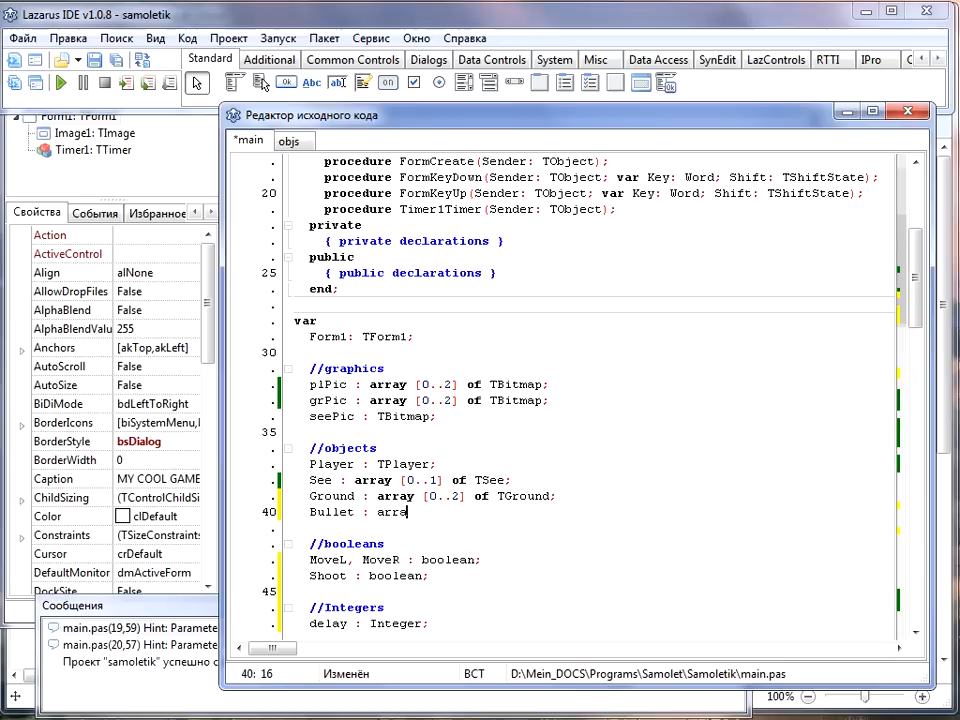 Lazarus IDE v1.0.8 - samoletik
Файл Правка Поиск Вид Код Проект Запуск Пакет Сервис Окно Справка
Standard Additional Common Controls Dialogs Data Controls System Misc Data Access SynEdit LazControls RTTI IPro
Ok Abc ab on
Form1: TForm1
Image1: TImage
Timer1: TTimer
Свойства События Избранное
Action
ActiveControl
Align alNone
AllowDropFiles False
AlphaBlend False
AlphaBlendValu 255
Anchors [akTop,akLeft]
AutoScroll False
AutoSize False
BiDiMode bdLeftToRight
BorderIcons [biSystemMenu,
BorderStyle bsDialog
BorderWidth 0
Caption MY COOL GAME
ChildSizing (TControlChildSi
Color clDefault
Constraints (TSizeConstraints
Cursor crDefault
DefaultMonitor dmActiveForm
DockSite False
Редактор исходного кода
*main objs
procedure FormCreate(Sender: TObject);
procedure FormKeyDown(Sender: TObject; var Key: Word; Shift: TShiftState);
20 procedure FormKeyUp(Sender: TObject; var Key: Word; Shift: TShiftState);
procedure Timer1Timer(Sender: TObject);
private
{ private declarations }
public
25 { public declarations }
end;
var
Form1: TForm1;
30
//graphics
plPic : array [0..2] of TBitmap;
grPic : array [0..2] of TBitmap;
seePic : TBitmap;
35
//objects
Player : TPlayer;
See : array [0..1] of TSee;
Ground : array [0..2] of TGround;
40 Bullet : arra
//booleans
MoveL, MoveR : boolean;
Shoot : boolean;
45
//Integers
delay : Integer;
40: 16 Изменён ВСТ D:\Mein_DOCS\Programs\Samolet\Samoletik\main.pas
Сообщения
main.pas(19,59) Hint: Paramete
main.pas(20,57) Hint: Paramete
Проект "samoletik" успешно с
100%